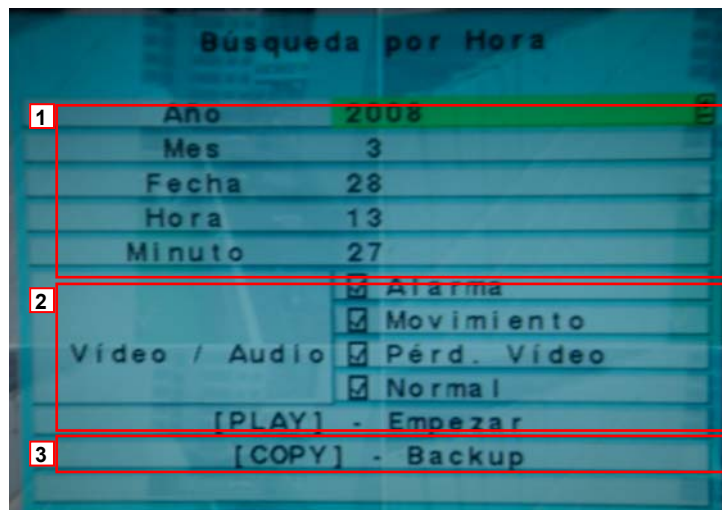 Búsqueda por Hora
1 Año 2008
Mes 3
Fecha 28
Hora 13
Minuto 27
2 Alarma
Movimiento
Vídeo / Audio Pérd. Vídeo
Normal
[PLAY] - Empezar
3 [COPY] - Backup